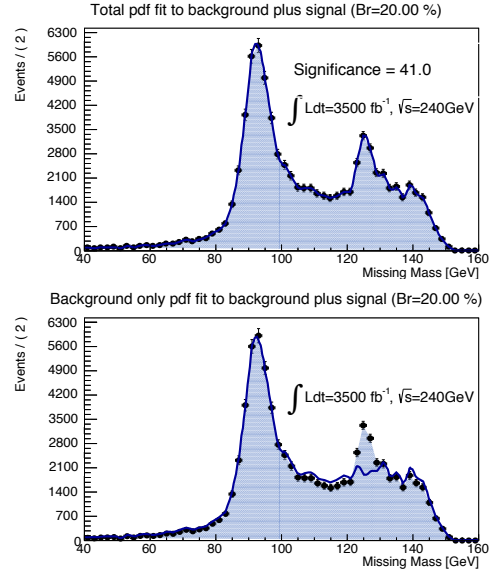 Total pdf fit to background plus signal (Br=20.00 %)
Events / ( 2 )
6300
5600
4900
4200
3500
2800
2100
1400
700
0
Significance = 41.0
∫ Ldt=3500 fb⁻¹, √s=240GeV
40 60 80 100 120 140 160
Missing Mass [GeV]
Background only pdf fit to background plus signal (Br=20.00 %)
Events / ( 2 )
6300
5600
4900
4200
3500
2800
2100
1400
700
0
∫ Ldt=3500 fb⁻¹, √s=240GeV
40 60 80 100 120 140 160
Missing Mass [GeV]